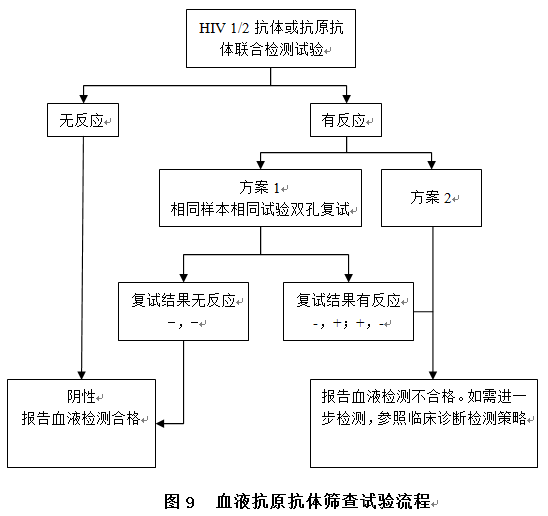 HIV 1/2 抗体或抗原抗
体联合检测试验
无反应
有反应
方案 1
相同样本相同试验双孔复试
方案 2
复试结果无反应
−，−
复试结果有反应
-，+；+，-
阴性
报告血液检测合格
报告血液检测不合格。如需进一
步检测，参照临床诊断检测策略
图 9 血液抗原抗体筛查试验流程